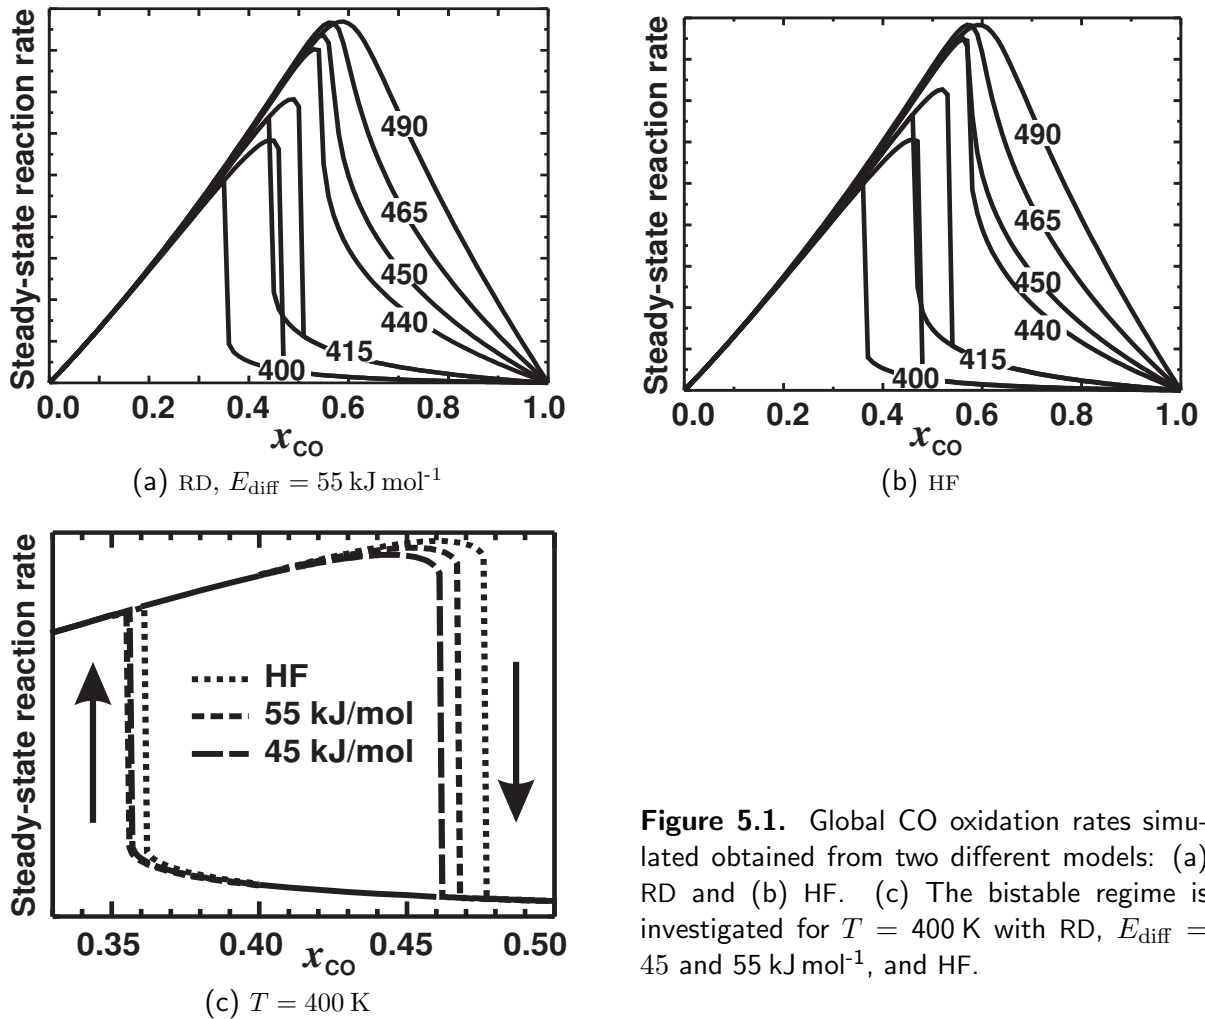 Steady-state reaction rate
490
465
450
440
415
400
0.0 0.2 0.4 0.6 0.8 1.0
xCO
(a) RD, Ediff = 55 kJ mol-1
Steady-state reaction rate
490
465
450
440
415
400
0.0 0.2 0.4 0.6 0.8 1.0
xCO
(b) HF
Steady-state reaction rate
HF
55 kJ/mol
45 kJ/mol
0.35 0.40 0.45 0.50
xCO
(c) T = 400 K
Figure 5.1. Global CO oxidation rates simu-
lated obtained from two different models: (a)
RD and (b) HF. (c) The bistable regime is
investigated for T = 400 K with RD, Ediff =
45 and 55 kJ mol-1, and HF.